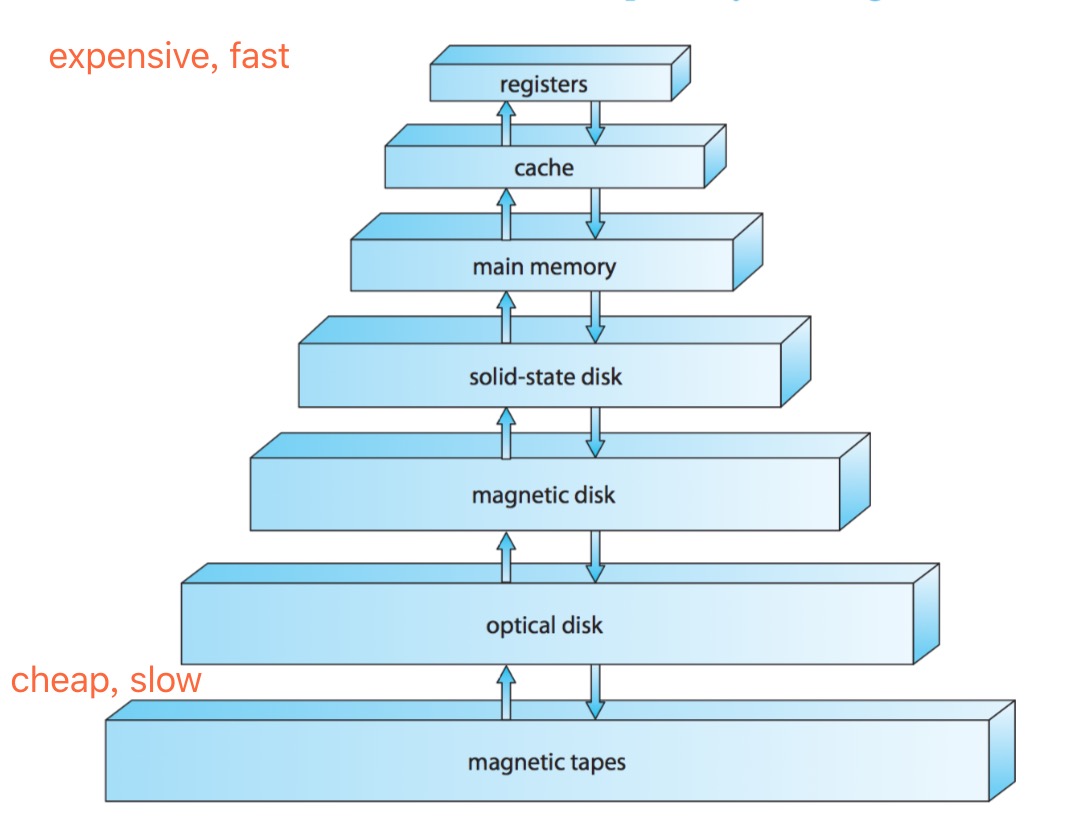 expensive, fast
registers
cache
main memory
solid-state disk
magnetic disk
optical disk
cheap, slow
magnetic tapes